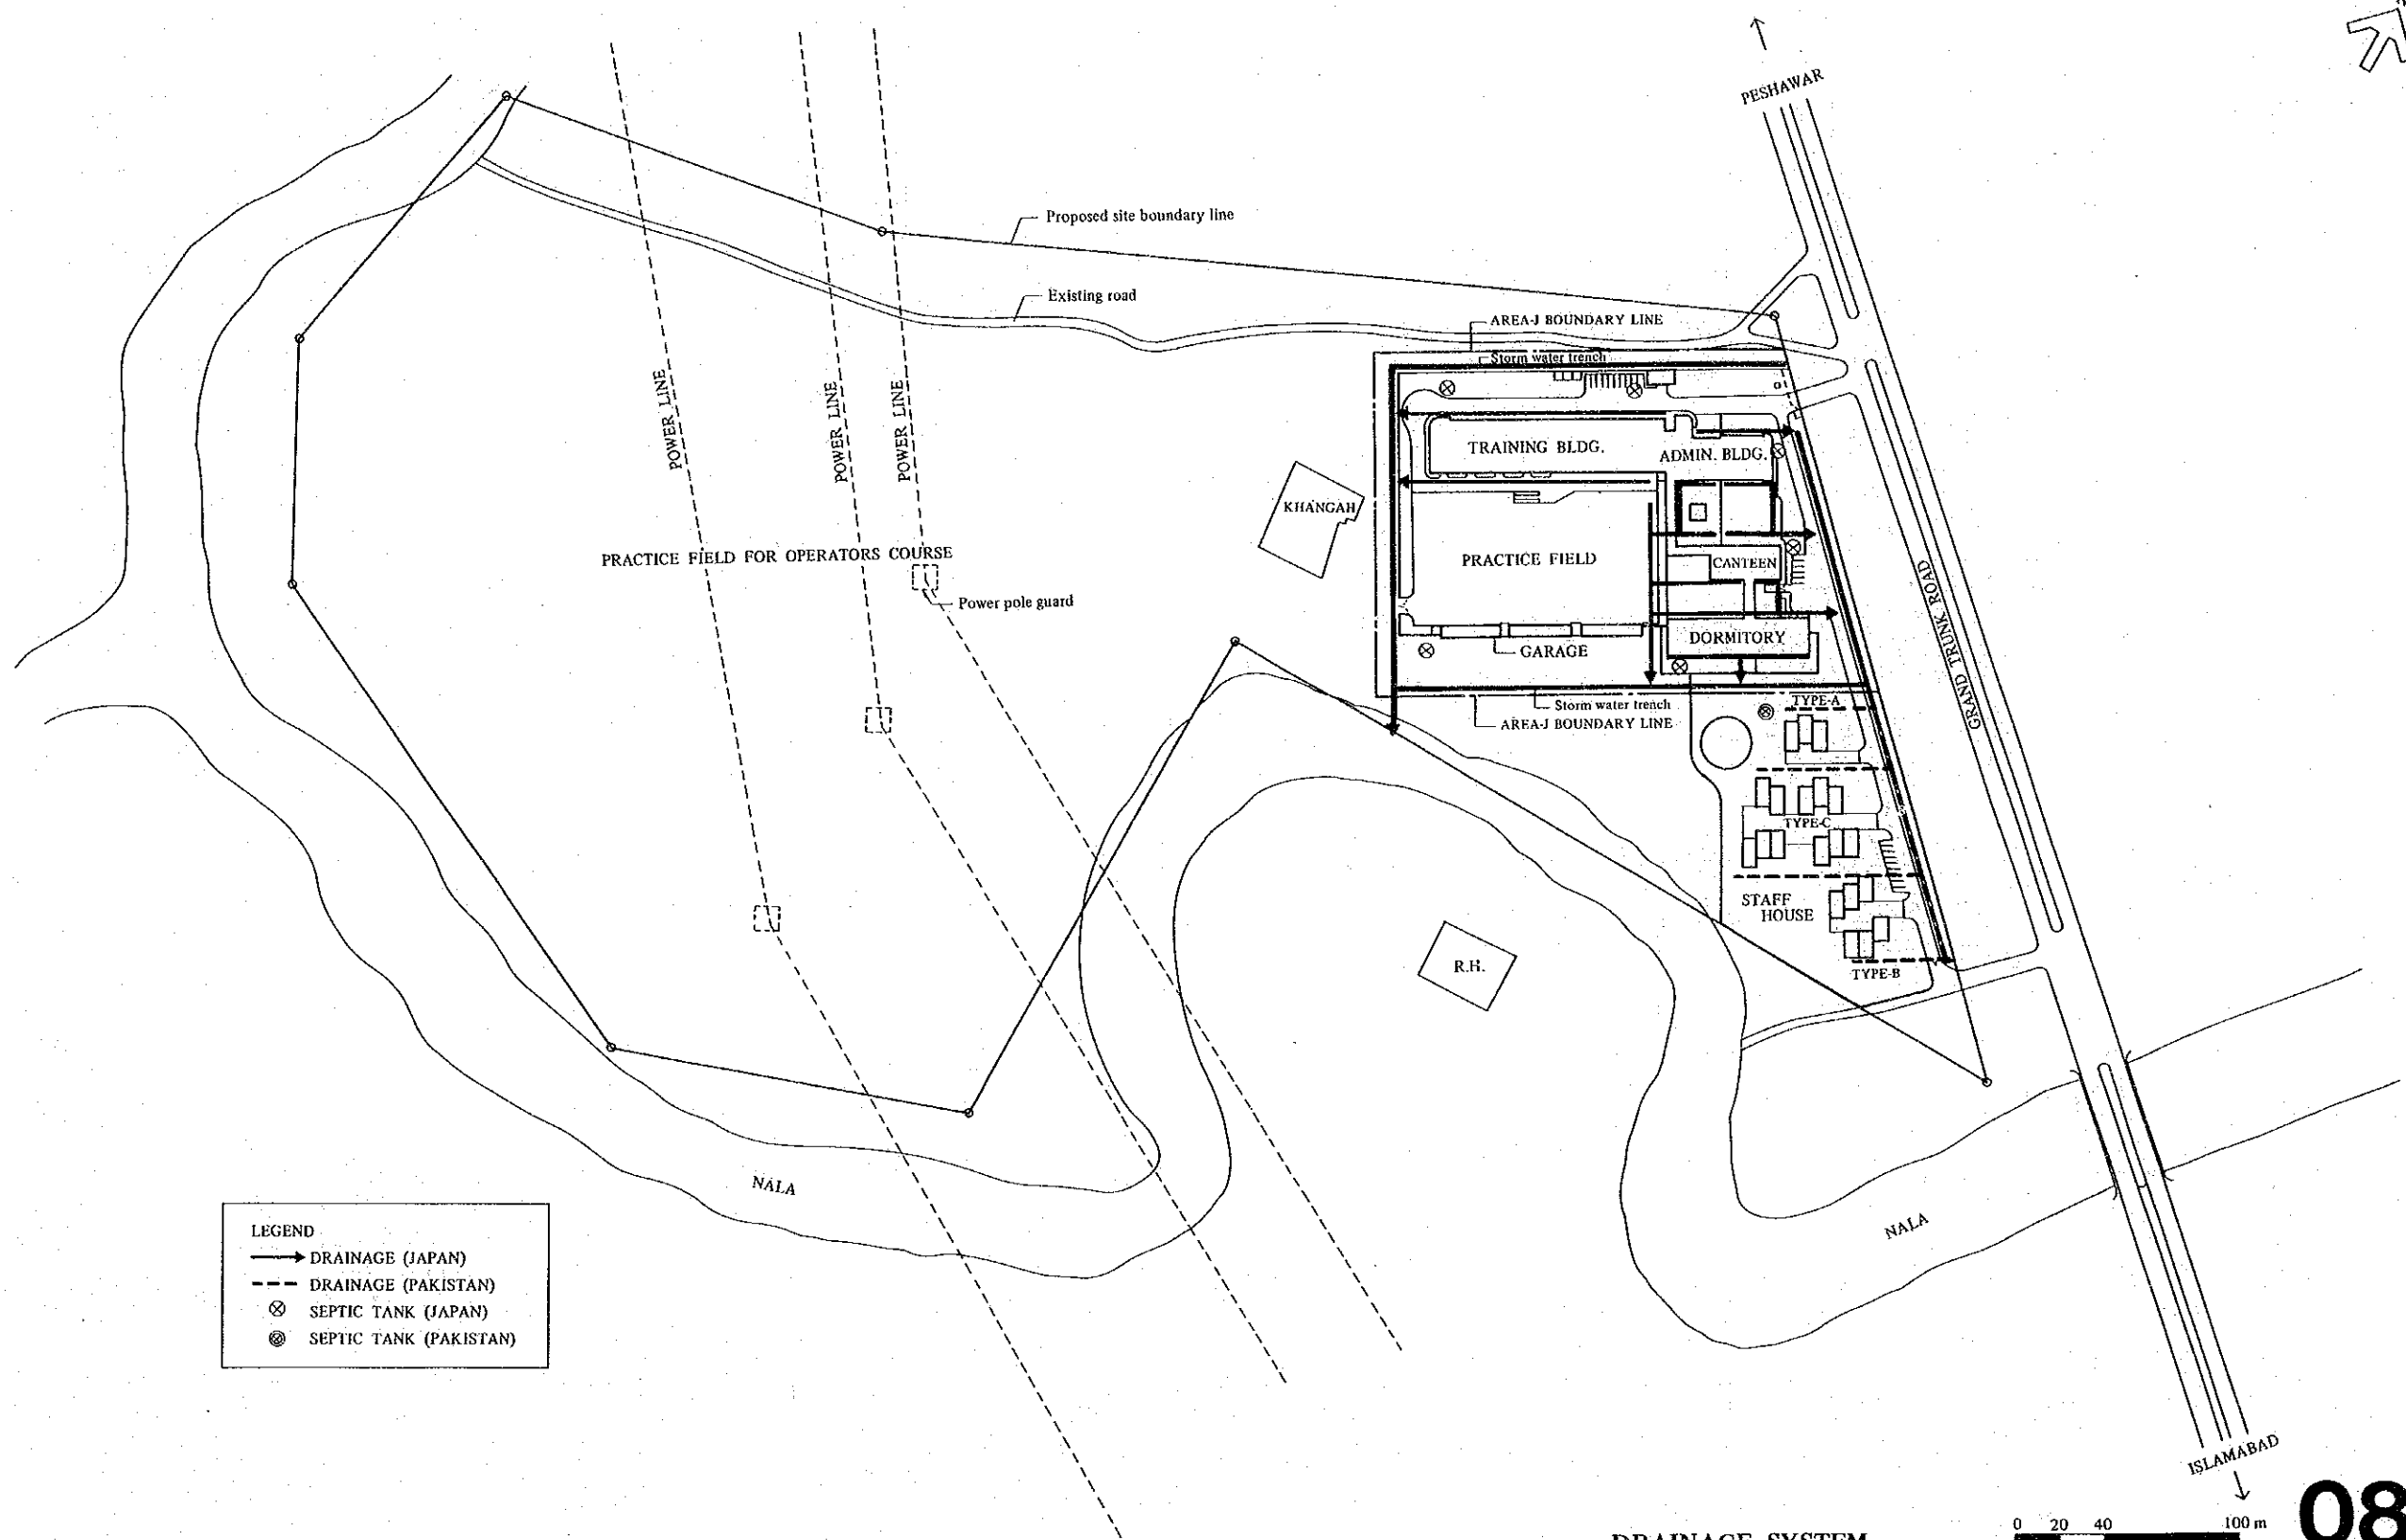 PESHAWAR
Proposed site boundary line
Existing road
AREA-J BOUNDARY LINE
Storm water trench
POWER LINE
POWER LINE
POWER LINE
TRAINING BLDG.
ADMIN. BLDG.
KHANGAH
PRACTICE FIELD FOR OPERATORS COURSE
PRACTICE FIELD
CANTEEN
Power pole guard
GRAND TRUNK ROAD
DORMITORY
GARAGE
TYPE-A
Storm water trench
AREA-J BOUNDARY LINE
TYPE-C
STAFF
HOUSE
R.H.
TYPE-B
NALA
NALA
LEGEND
DRAINAGE (JAPAN)
DRAINAGE (PAKISTAN)
SEPTIC TANK (JAPAN)
SEPTIC TANK (PAKISTAN)
ISLAMABAD
DRAINAGE SYSTEM
0 20 40 100 m
08